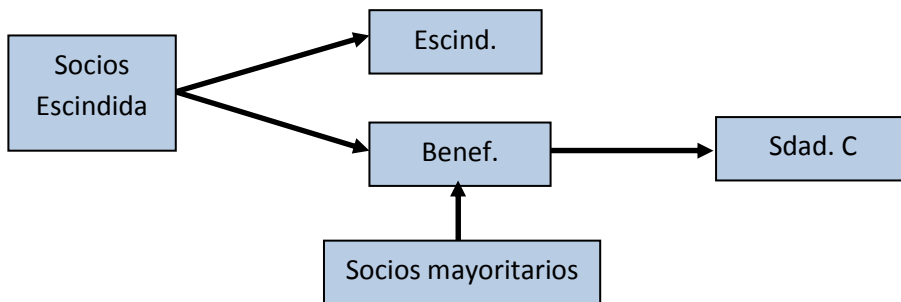 Socios
Escindida
Escind.
Benef.
Sdad. C
Socios mayoritarios